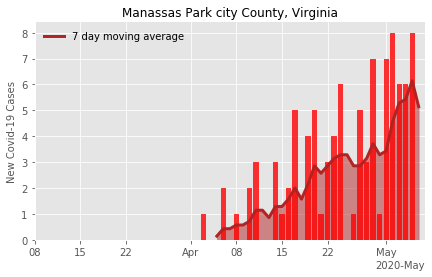 Manassas Park city County, Virginia
7 day moving average
New Covid-19 Cases
8
7
6
5
4
3
2
1
0
08
15
22
Apr
08
15
22
May
2020-May